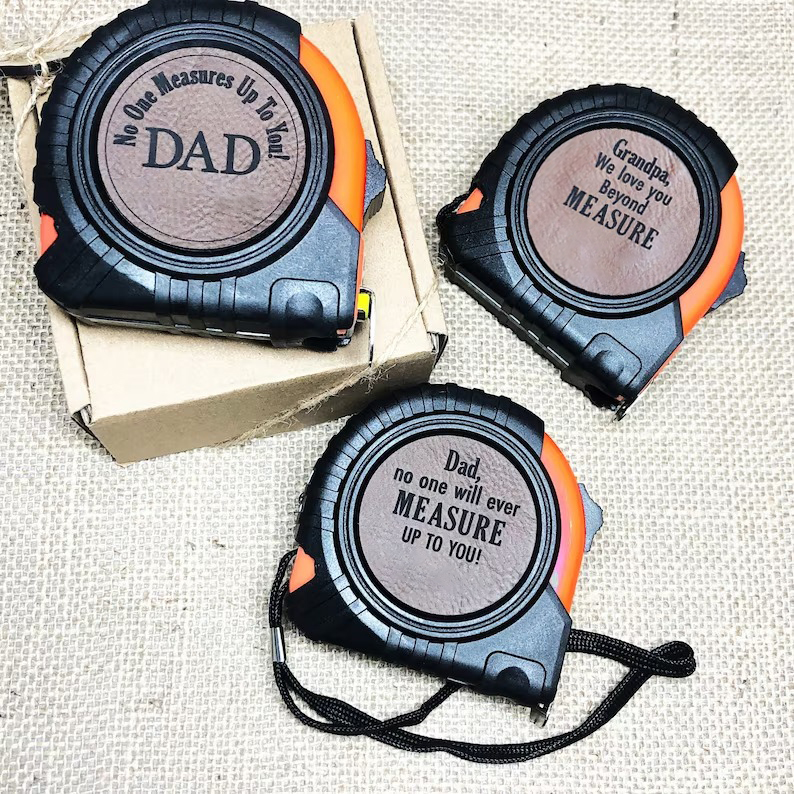 No One Measures Up To You!
DAD
Grandpa,
We love you
Beyond
MEASURE
Dad,
no one will ever
MEASURE
UP TO YOU!